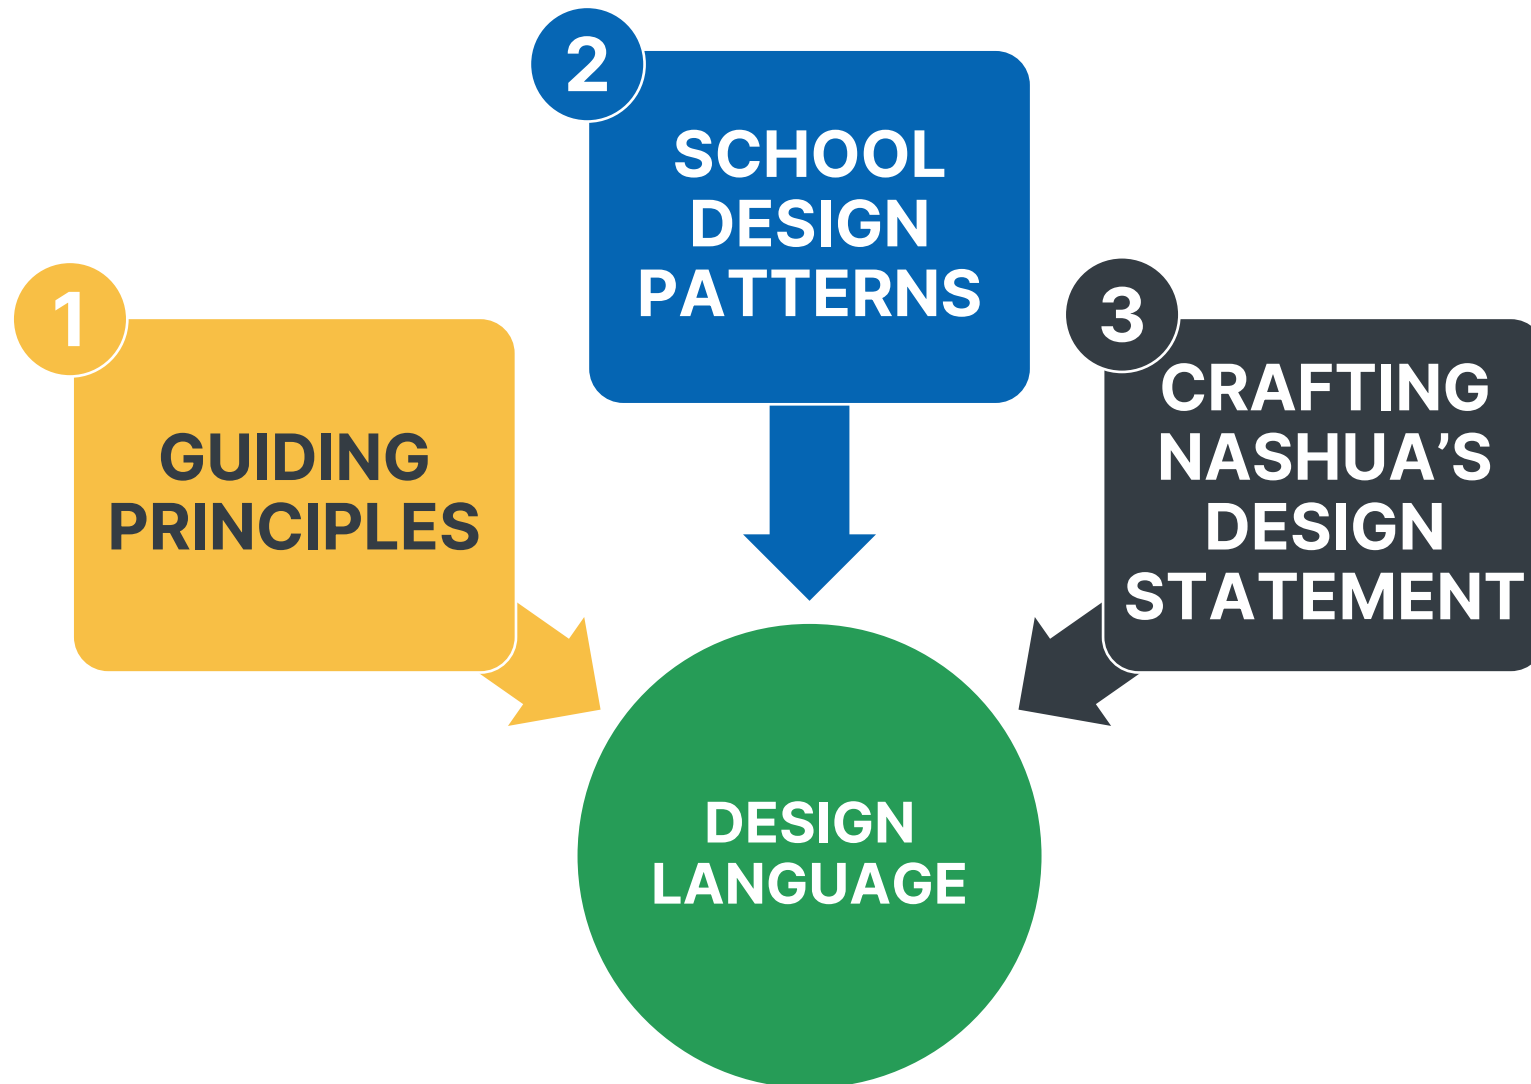 1
GUIDING
PRINCIPLES
2
SCHOOL
DESIGN
PATTERNS
3
CRAFTING
NASHUA’S
DESIGN
STATEMENT
DESIGN
LANGUAGE